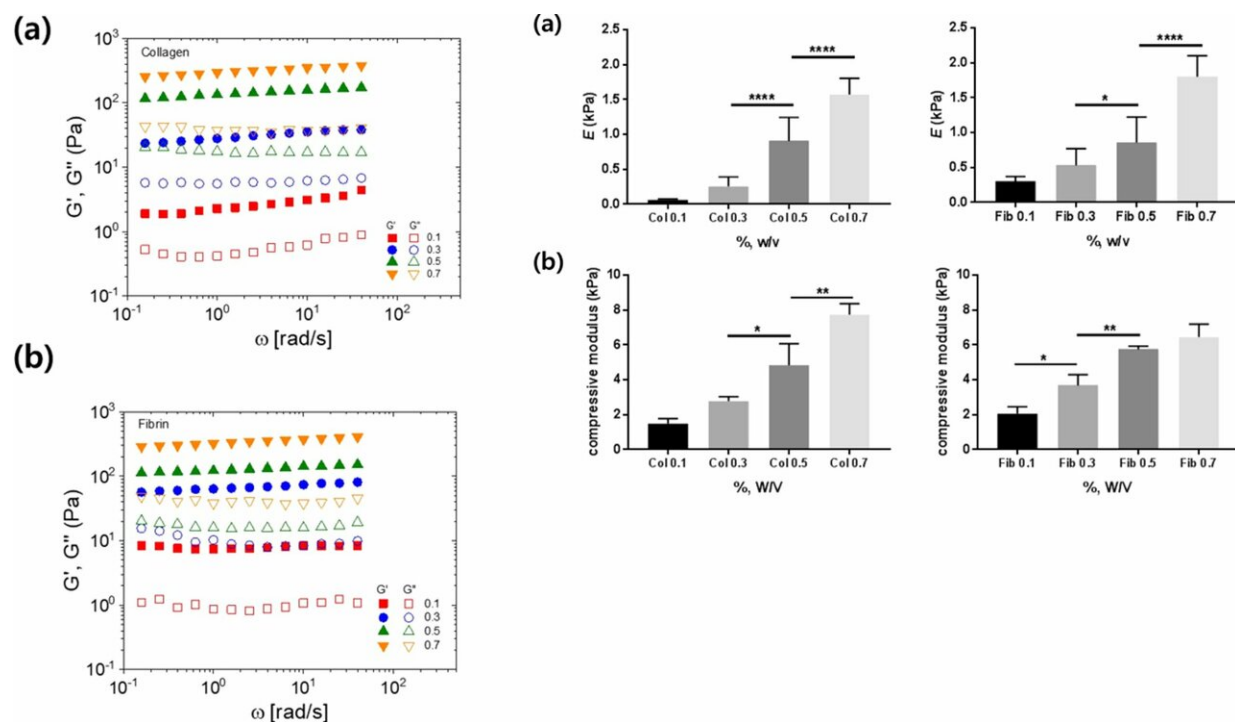 (a)
10³
Collagen
10²
10¹
10⁰
10⁻¹
G', G" (Pa)
G' G"
0.1
0.3
0.5
0.7
10⁻¹ 10⁰ 10¹ 10²
ω [rad/s]
(b)
10³
Fibrin
10²
10¹
10⁰
10⁻¹
G', G" (Pa)
G' G"
0.1
0.3
0.5
0.7
10⁻¹ 10⁰ 10¹ 10²
ω [rad/s]
(a)
2.5
2.0
1.5
1.0
0.5
0.0
E (kPa)
****
****
Col 0.1 Col 0.3 Col 0.5 Col 0.7
%, w/v
2.5
2.0
1.5
1.0
0.5
0.0
E (kPa)
****
*
Fib 0.1 Fib 0.3 Fib 0.5 Fib 0.7
%, w/v
(b)
10
8
6
4
2
0
compressive modulus (kPa)
**
*
Col 0.1 Col 0.3 Col 0.5 Col 0.7
%, W/V
10
8
6
4
2
0
compressive modulus (kPa)
**
*
Fib 0.1 Fib 0.3 Fib 0.5 Fib 0.7
%, W/V